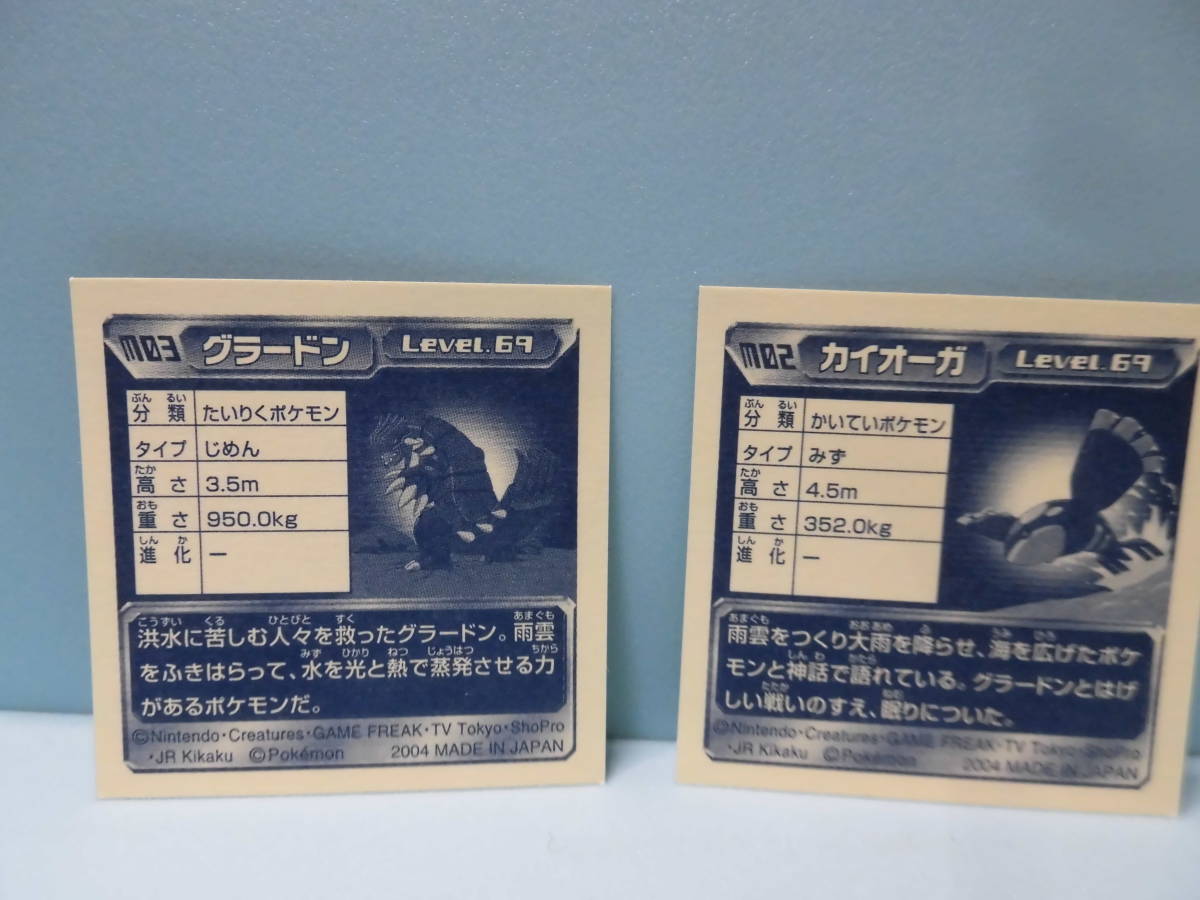 M03 グラードン Level.69
ぶん るい
分 類 たいりくポケモン
タイプ じめん
たか
高 さ 3.5m
おも
重 さ 950.0kg
しん か
進 化 ー
こうずい くる ひとびと すく あまぐも
洪水に苦しむ人々を救ったグラードン。雨雲
みず ひかり ねつ じょうはつ ちから
をふきはらって、水を光と熱で蒸発させる力
があるポケモンだ。
©Nintendo・Creatures・GAME FREAK・TV Tokyo・ShoPro
・JR Kikaku ©Pokémon 2004 MADE IN JAPAN
M02 カイオーガ Level.69
ぶん るい
分 類 かいていポケモン
タイプ みず
たか
高 さ 4.5m
おも
重 さ 352.0kg
しん か
進 化 ー
あまぐも おおあめ ふ うみ ひろ
雨雲をつくり大雨を降らせ、海を広げたポケ
しん わ かた
モンと神話で語れている。グラードンとはげ
たたか ねむ
しい戦いのすえ、眠りについた。
©Nintendo・Creatures・GAME FREAK・TV Tokyo・ShoPro
・JR Kikaku ©Pokémon 2004 MADE IN JAPAN